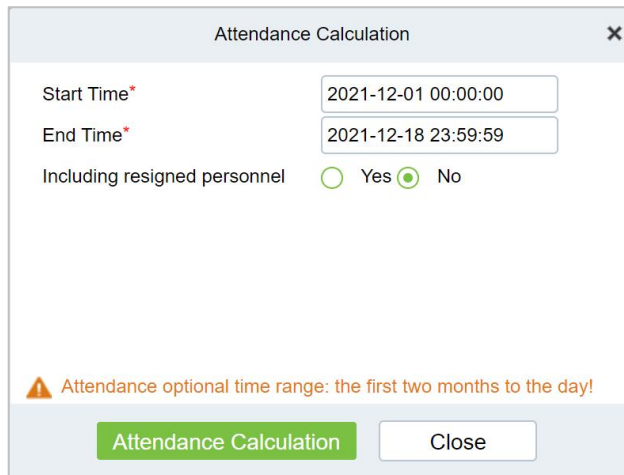 Attendance Calculation
Start Time* 2021-12-01 00:00:00
End Time* 2021-12-18 23:59:59
Including resigned personnel Yes No
Attendance optional time range: the first two months to the day!
Attendance Calculation Close